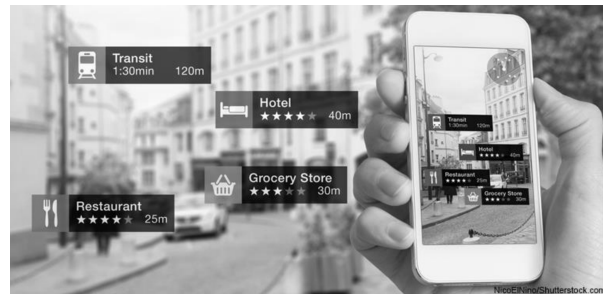 Transit
1:30min 120m
Hotel
40m
Grocery Store
30m
Restaurant
25m
Transit
1:30min 120m
Hotel
40m
Restaurant
25m
Grocery Store
30m
NicoElNino/Shutterstock.com